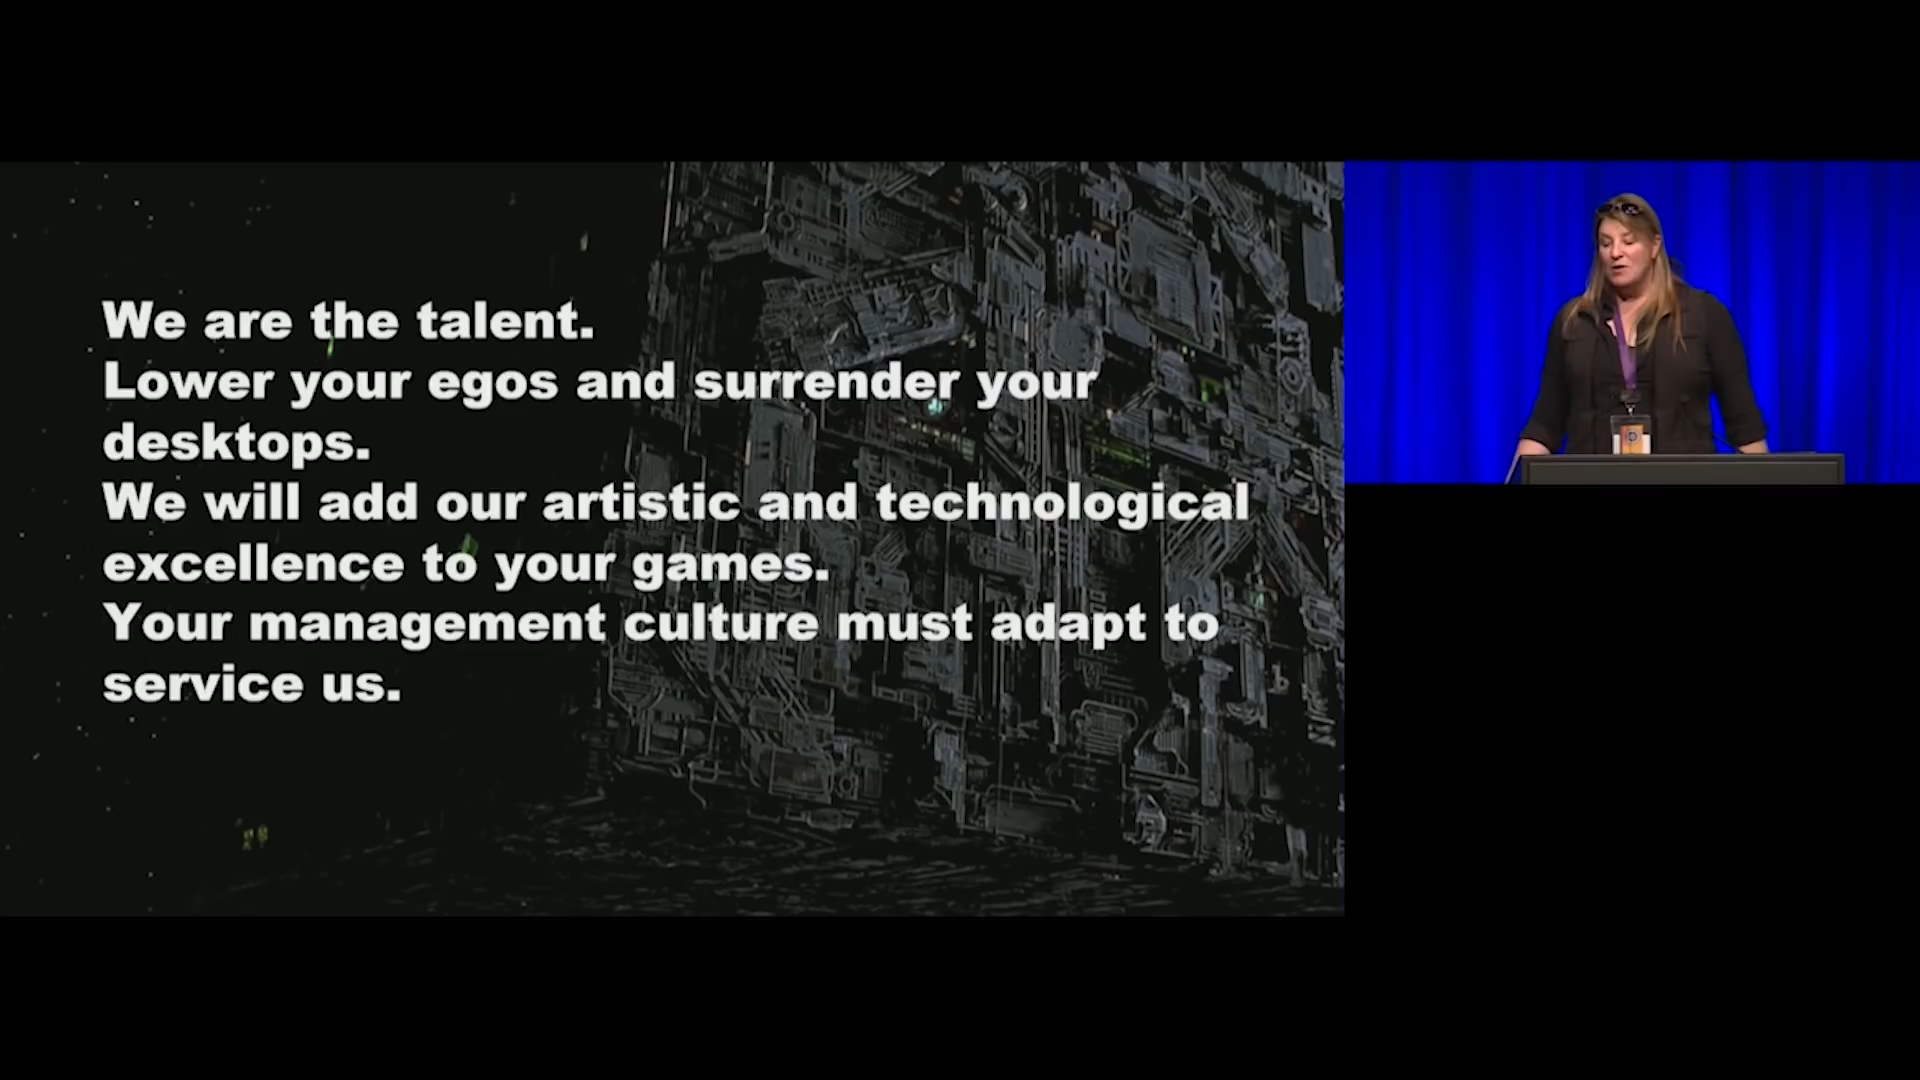 We are the talent.
Lower your egos and surrender your
desktops.
We will add our artistic and technological
excellence to your games.
Your management culture must adapt to
service us.